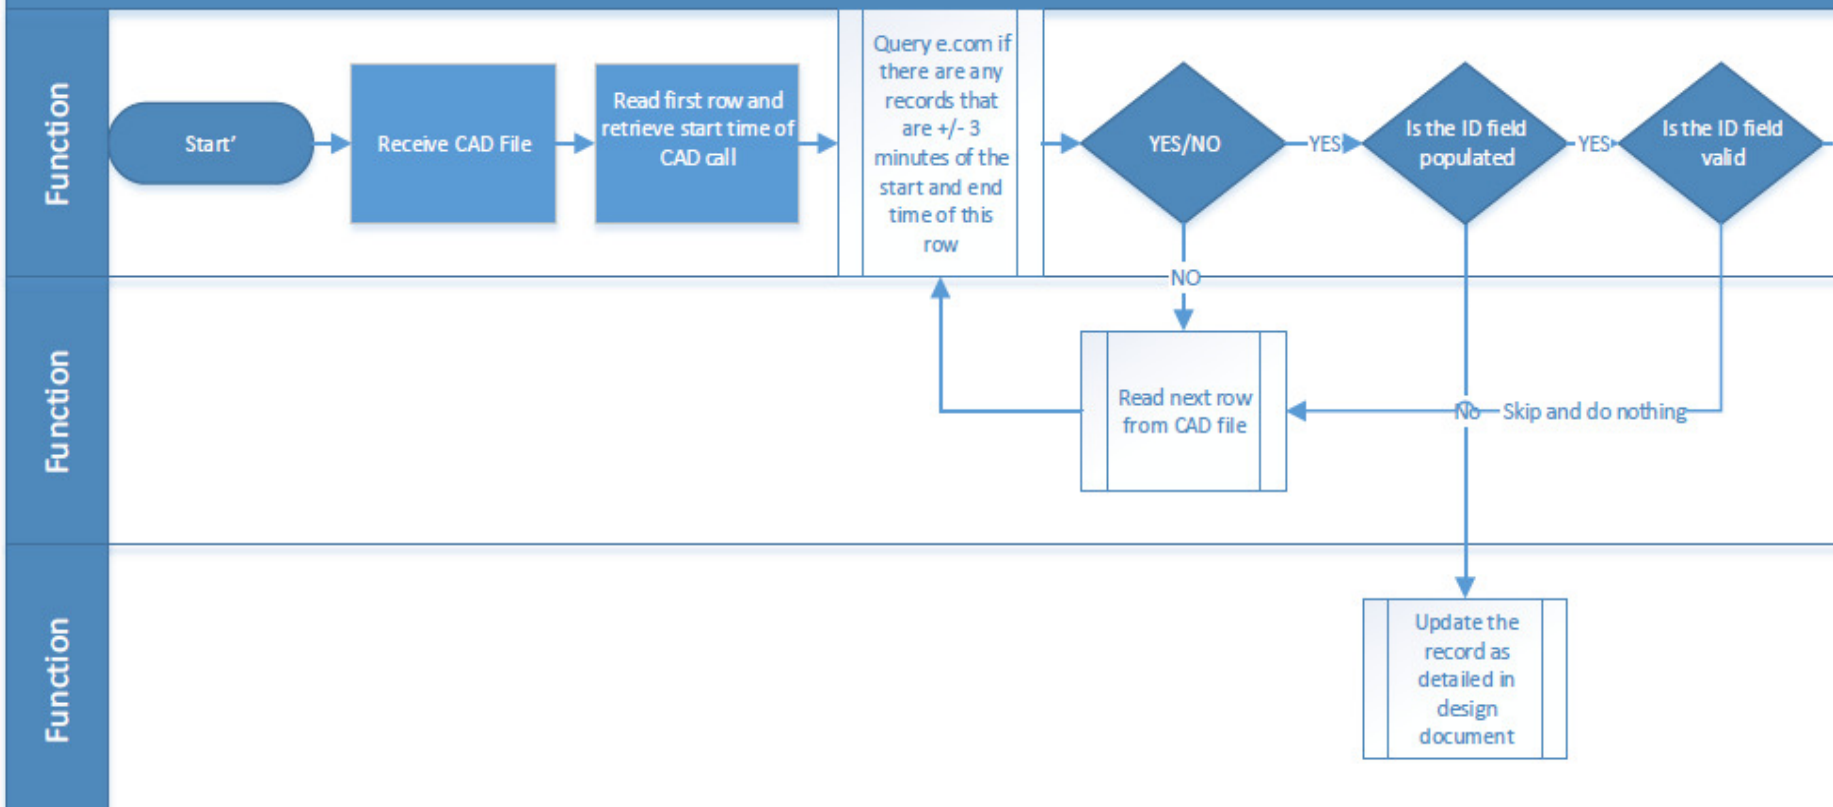 Function
Start’
Receive CAD File
Read first row and
retrieve start time of
CAD call
Query e.com if
there are any
records that
are +/- 3
minutes of the
start and end
time of this
row
YES/NO
YES
Is the ID field
populated
YES
Is the ID field
valid
NO
Function
Read next row
from CAD file
No
Skip and do nothing
Function
Update the
record as
detailed in
design
document